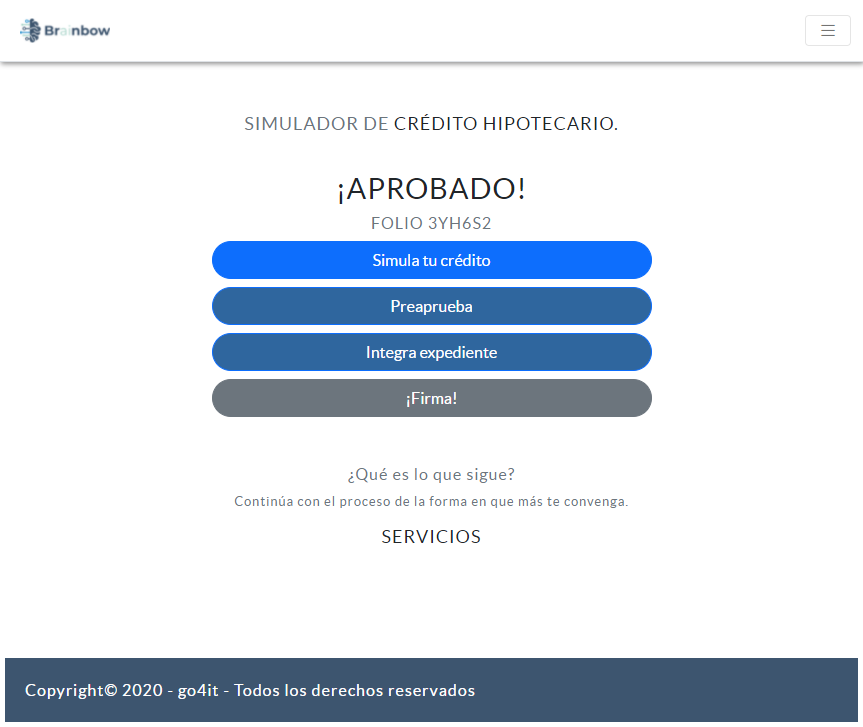 Brainbow
SIMULADOR DE CRÉDITO HIPOTECARIO.
¡APROBADO!
FOLIO 3YH6S2
Simula tu crédito
Preaprueba
Integra expediente
¡Firma!
¿Qué es lo que sigue?
Continúa con el proceso de la forma en que más te convenga.
SERVICIOS
Copyright© 2020 - go4it - Todos los derechos reservados